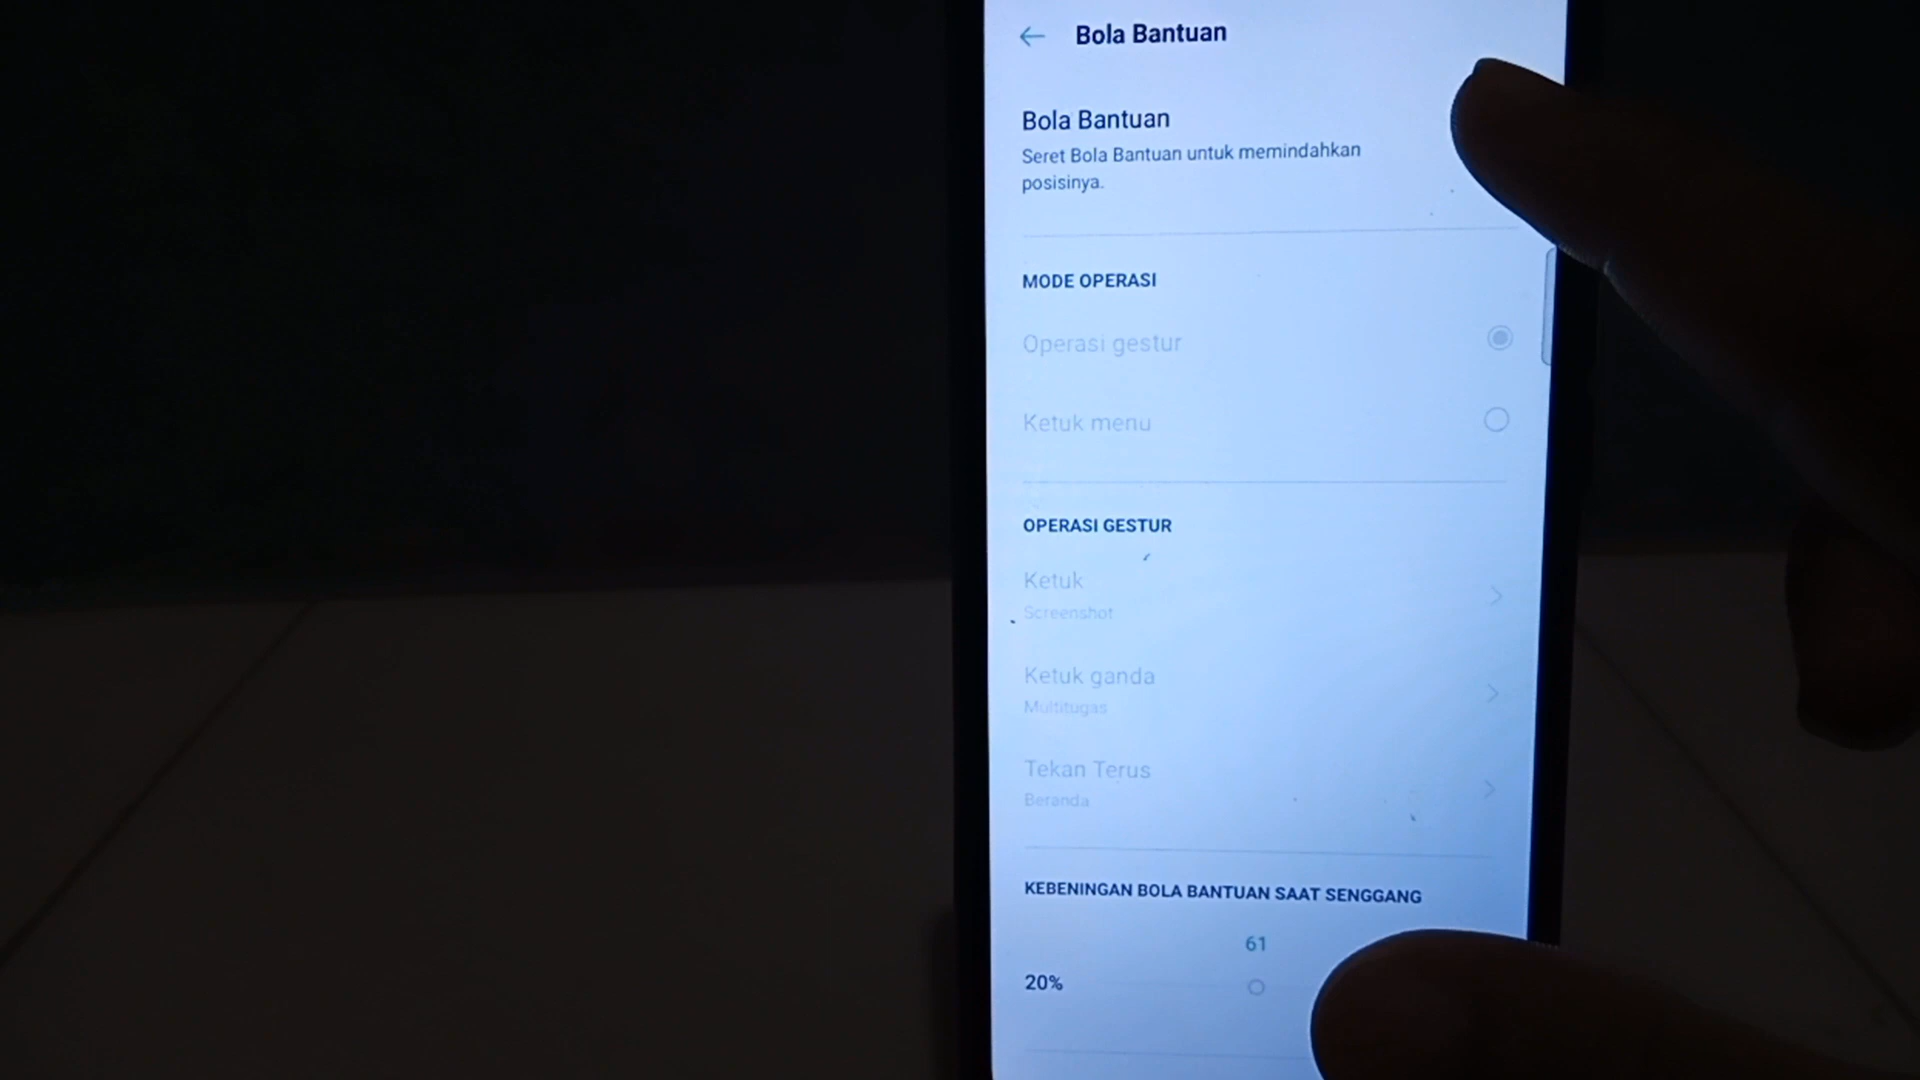 Bola Bantuan
Bola Bantuan
Seret Bola Bantuan untuk memindahkan
posisinya.
MODE OPERASI
Operasi gestur
Ketuk menu
OPERASI GESTUR
Ketuk
Screenshot
Ketuk ganda
Multitugas
Tekan Terus
Beranda
KEBENINGAN BOLA BANTUAN SAAT SENGGANG
61
20%